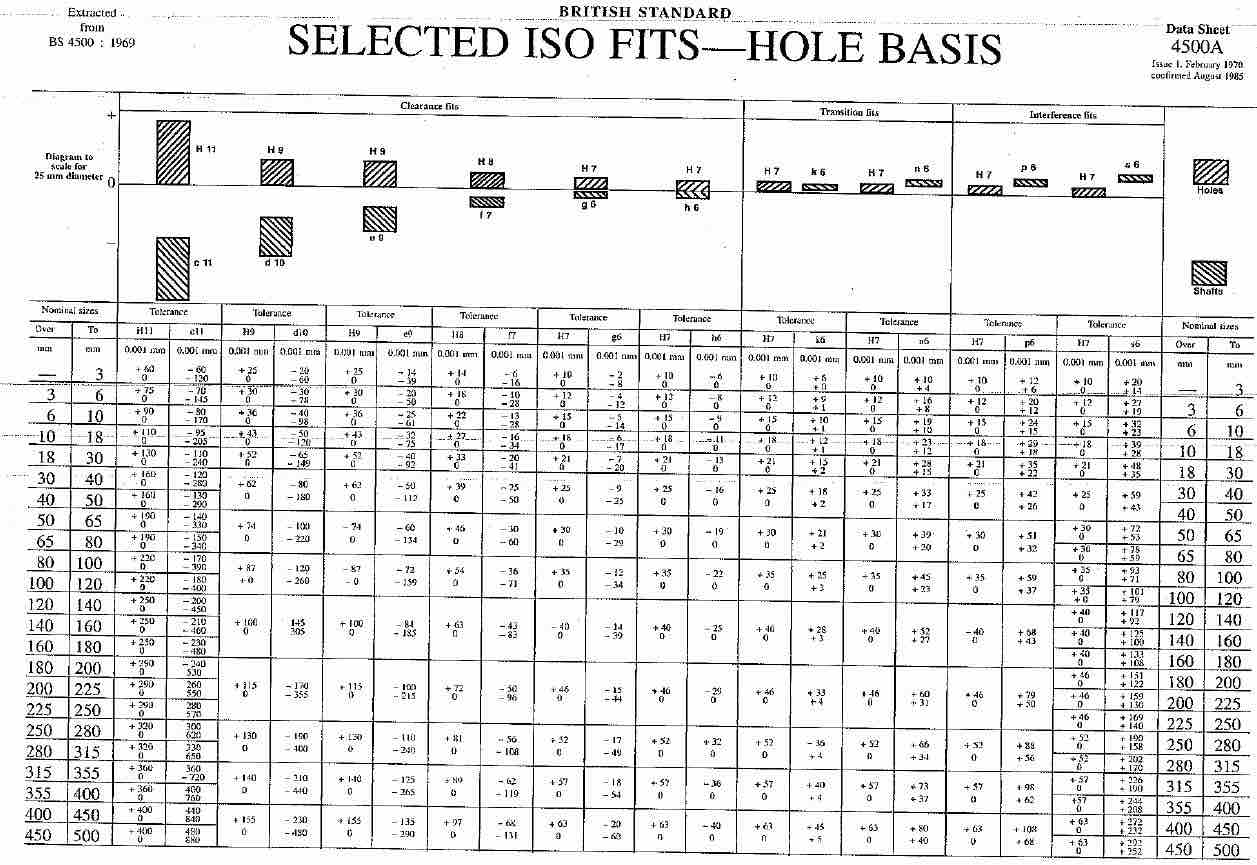 Extracted
from
BS 4500 : 1969
BRITISH STANDARD
SELECTED ISO FITS—HOLE BASIS
Data Sheet
4500A
Issue 1. February 1970
confirmed August 1985
Clearance fits
Transition fits
Interference fits
Diagram to
scale for
25 mm diameter
+
0
−
H 11
c 11
H 9
d 10
H 9
e 9
H 8
f 7
H 7
g 6
H 7
h 6
H 7
k 6
H 7
n 6
H 7
p 6
H 7
s 6
Holes
Shafts
Nominal sizes Tolerance Tolerance Tolerance Tolerance Tolerance Tolerance Tolerance Tolerance Tolerance Tolerance Nominal sizes
Over To H11 c11 H9 d10 H9 e9 H8 f7 H7 g6 H7 h6 H7 k6 H7 n6 H7 p6 H7 s6 Over To
mm mm 0.001 mm 0.001 mm 0.001 mm 0.001 mm 0.001 mm 0.001 mm 0.001 mm 0.001 mm 0.001 mm 0.001 mm 0.001 mm 0.001 mm 0.001 mm 0.001 mm 0.001 mm 0.001 mm 0.001 mm 0.001 mm 0.001 mm 0.001 mm mm mm
— 3 +60 −60 +25 −20 +25 −14 +14 −6 +10 −2 +10 −6 +10 +6 +10 +10 +10 +12 +10 +20 — 3
0 −120 0 −60 0 −39 0 −16 0 −8 0 0 0 +0 0 +4 0 +6 0 +14
3 6 +75 −70 +30 −30 +30 −20 +18 −10 +12 −4 +12 −8 +12 +9 +12 +16 +12 +20 +12 +27 3 6
0 −145 0 −78 0 −50 0 −28 0 −12 0 0 0 +1 0 +8 0 +12 0 +19
6 10 +90 −80 +36 −40 +36 −25 +22 −13 +15 −5 +15 −9 +15 +10 +15 +19 +15 +24 +15 +32 6 10
0 −170 0 −98 0 −61 0 −28 0 −14 0 0 0 +1 0 +10 0 +15 0 +23
10 18 +110 −95 +43 −50 +43 −32 +27 −16 +18 −6 +18 −11 +18 +12 +18 +23 +18 +29 +18 +39 10 18
0 −205 0 −120 0 −75 0 −34 0 −17 0 0 0 +1 0 +12 0 +18 0 +28
18 30 +130 −110 +52 −65 +52 −40 +33 −20 +21 −7 +21 −13 +21 +15 +21 +28 +21 +35 +21 +48 18 30
0 −240 0 −149 0 −92 0 −41 0 −20 0 0 0 +2 0 +15 0 +22 0 +35
30 40 +160 −120 +62 −80 +62 −50 +39 −25 +25 −9 +25 −16 +25 +18 +25 +33 +25 +42 +25 +59 30 40
0 −280
40 50 +160 −130 0 −180 0 −112 0 −50 0 −25 0 0 0 +2 0 +17 0 +26 0 +43 40 50
0 −290
50 65 +190 −140 +74 −100 −74 −60 +46 −30 +30 −10 +30 −19 +30 +21 +30 +39 +30 +51 +30 +72 50 65
0 −330 0 +53
65 80 +190 −150 0 −220 0 −134 0 −60 0 −29 0 0 0 +2 0 +20 0 +32 +30 +78 65 80
0 −340 0 +59
80 100 +220 −170 +87 −120 −87 −72 +54 −36 +35 −12 +35 −22 +35 +25 +35 +45 +35 +59 +35 +93 80 100
0 −390 0 +71
100 120 +220 −180 +0 −260 −0 −159 0 −71 0 −34 0 0 0 +3 0 +23 0 +37 +35 +101 100 120
0 −400 +0 +79
120 140 +250 −200 +40 +117 120 140
0 −450 0 +92
140 160 +250 −210 +100 145 +100 −84 +63 −43 −40 −14 +40 −25 +40 +28 +40 +52 −40 +68 +40 +125 140 160
0 −460 0 305 0 −185 0 −83 0 −39 0 0 0 +3 0 +27 0 +43 0 +100
160 180 +250 −230 +40 +133 160 180
0 −480 0 +108
180 200 +290 −240 +46 +151 180 200
0 530 0 +122
200 225 +290 260 +115 −170 +115 −100 +72 −50 +46 −15 +46 −29 +46 +33 +46 +60 +46 +79 +46 +159 200 225
0 550 0 −355 0 −215 0 −96 0 −44 0 0 0 +4 0 +31 0 +50 0 +130
225 250 +290 280 +46 +169 225 250
0 570 0 +140
250 280 +320 300 +130 −190 +130 −110 +81 −56 +52 −17 +52 +32 +52 −36 +52 +66 +52 +88 +52 +190 250 280
0 620 0 +158
280 315 +320 330 0 −400 0 −240 0 −108 0 −49 0 0 0 +4 0 +34 0 +56 +52 +202 280 315
0 650 0 +170
315 355 +360 360 +140 −210 +140 −125 +89 −62 +57 −18 +57 −36 +57 +40 +57 +73 +57 +98 +57 +226 315 355
0 −720 0 +190
355 400 +360 400 0 −440 0 −265 0 −119 0 −54 0 0 0 +4 0 +37 0 +62 +57 +244 355 400
0 760 0 +208
400 450 +400 440 +155 −230 +155 −135 +97 −68 +63 −20 +63 −40 +63 +45 +63 +80 +63 +108 +63 +272 400 450
0 840 0 +232
450 500 +400 480 0 −480 0 −290 0 −131 0 −60 0 0 0 +5 0 +40 0 +68 +63 +292 450 500
0 880 0 +252